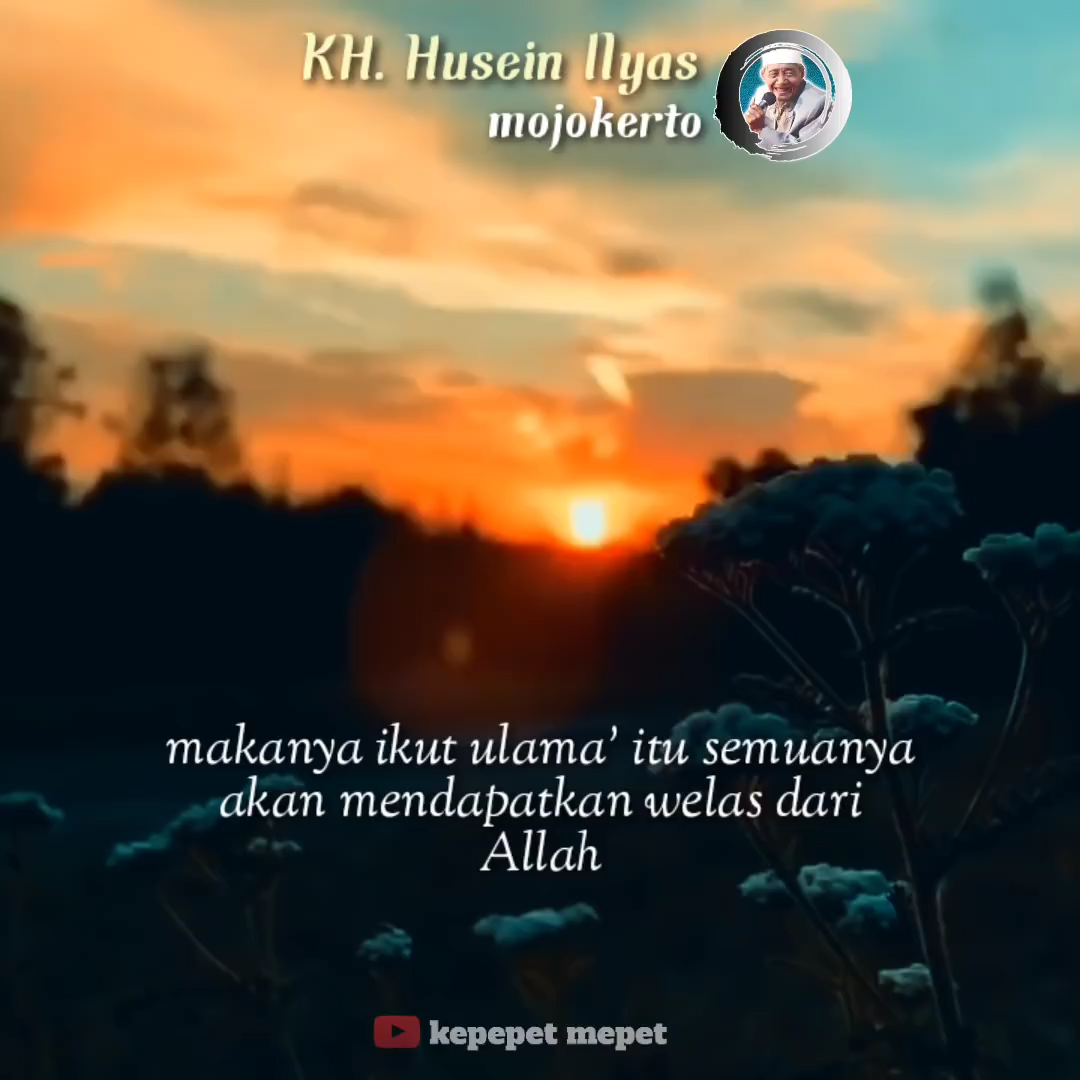 KH. Husein Ilyas
mojokerto
makanya ikut ulama' itu semuanya
akan mendapatkan welas dari
Allah
kepepet mepet